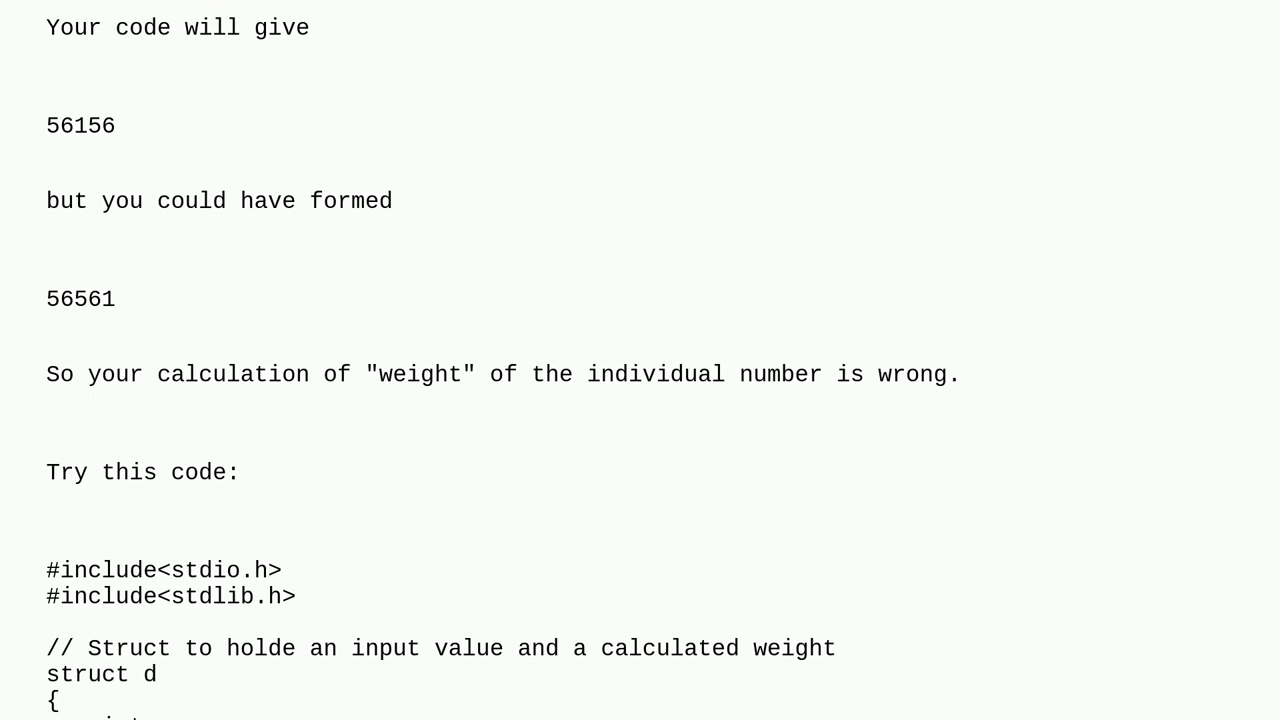 Your code will give
56156
but you could have formed
56561
So your calculation of "weight" of the individual number is wrong.
Try this code:
#include<stdio.h>
#include<stdlib.h>
// Struct to holde an input value and a calculated weight
struct d
{